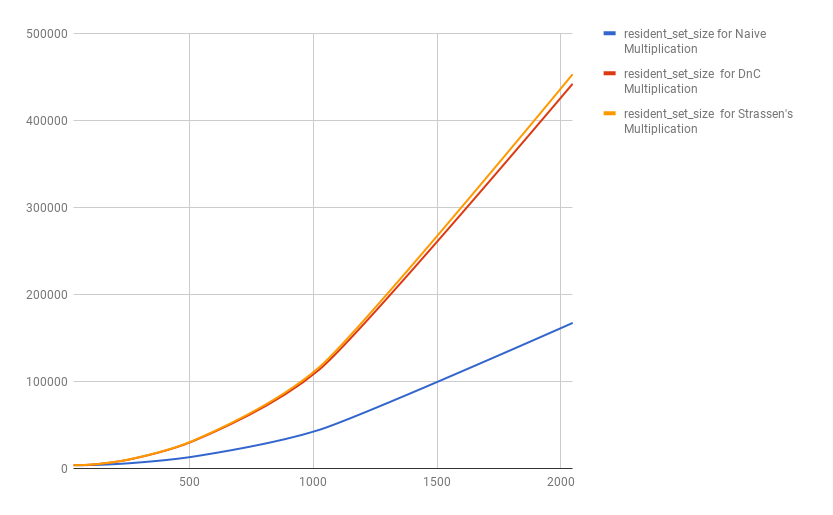 500000
400000
300000
200000
100000
0
500
1000
1500
2000
resident_set_size for Naive
Multiplication
resident_set_size  for DnC
Multiplication
resident_set_size  for Strassen's
Multiplication